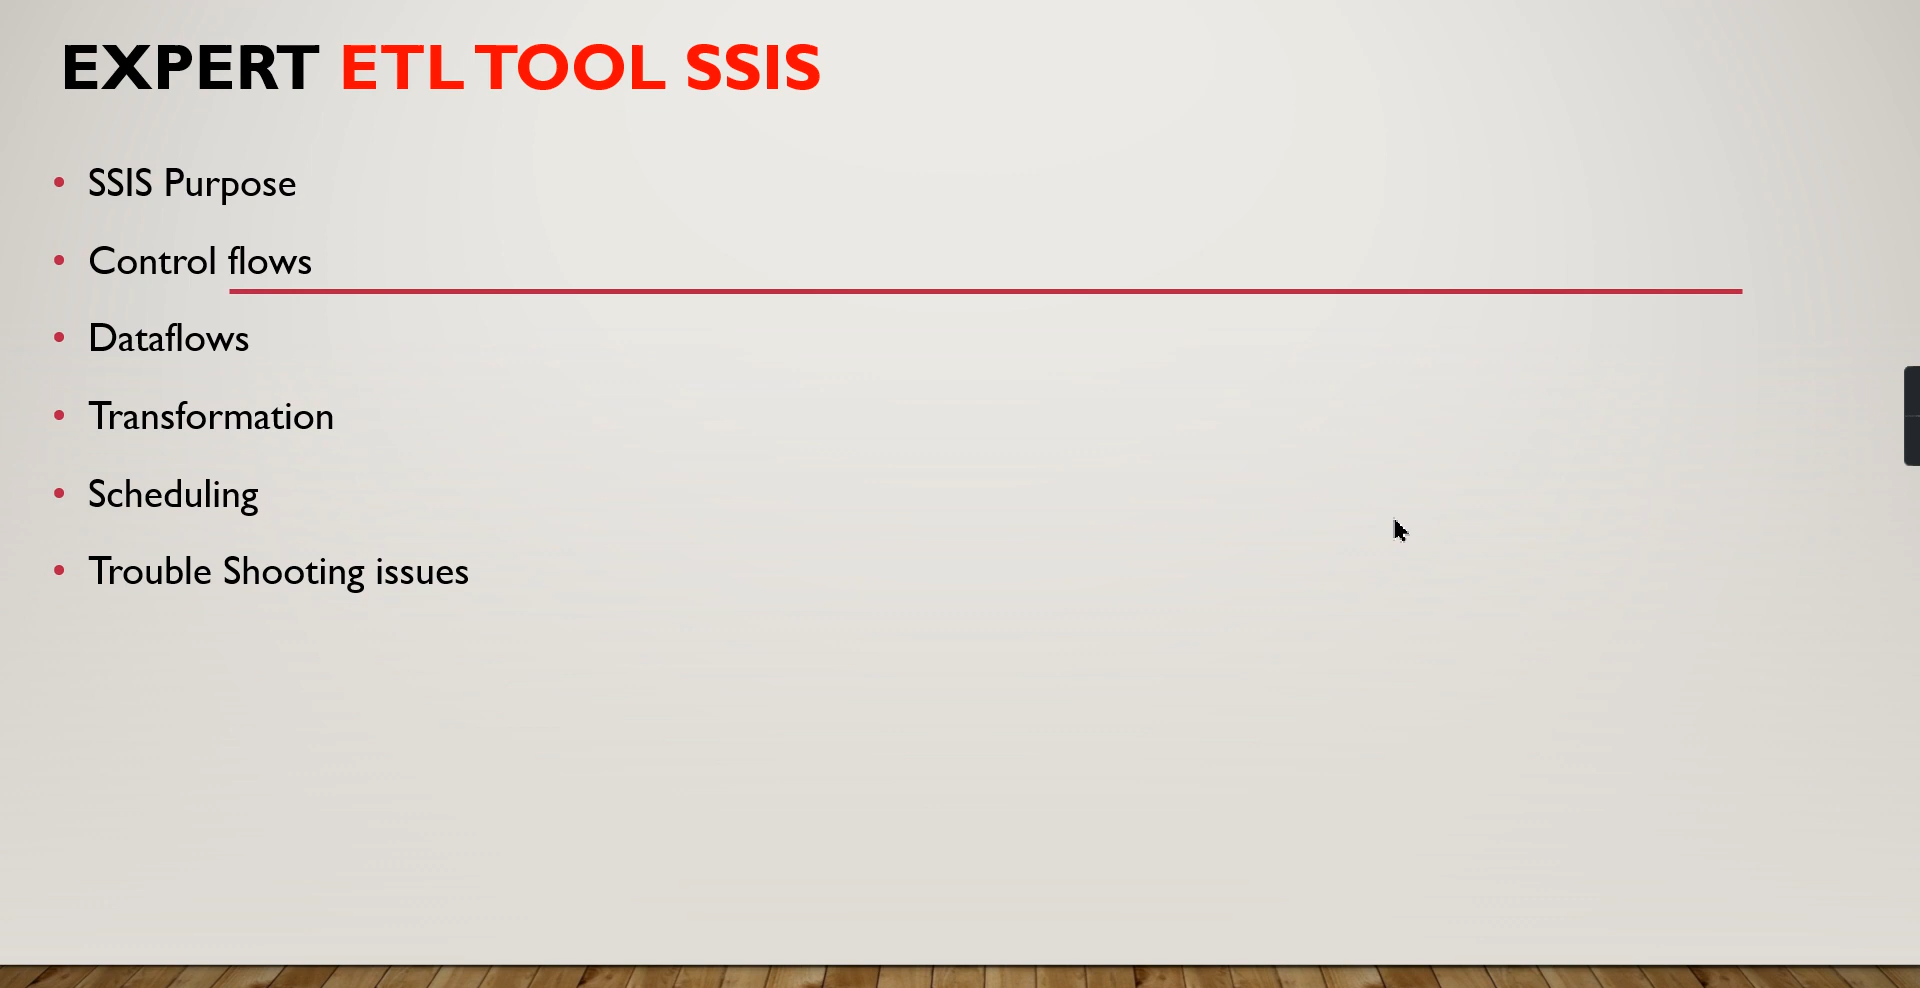 EXPERT ETL TOOL SSIS
• SSIS Purpose
• Control flows
• Dataflows
• Transformation
• Scheduling
• Trouble Shooting issues